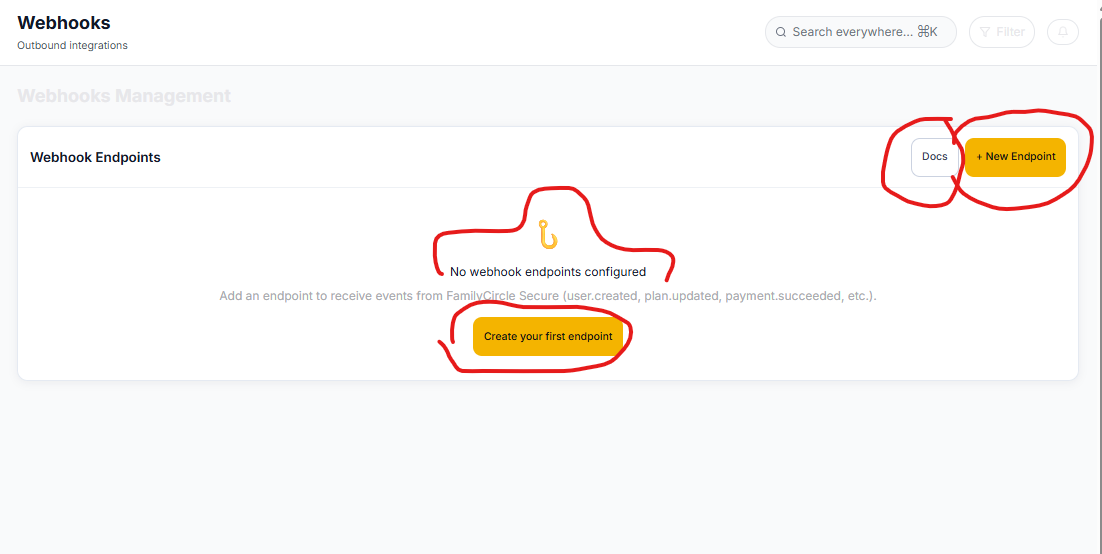 Webhooks
Outbound integrations
Search everywhere... ⌘K
Filter
Webhooks Management
Webhook Endpoints
Docs
+ New Endpoint
No webhook endpoints configured
Add an endpoint to receive events from FamilyCircle Secure (user.created, plan.updated, payment.succeeded, etc.).
Create your first endpoint